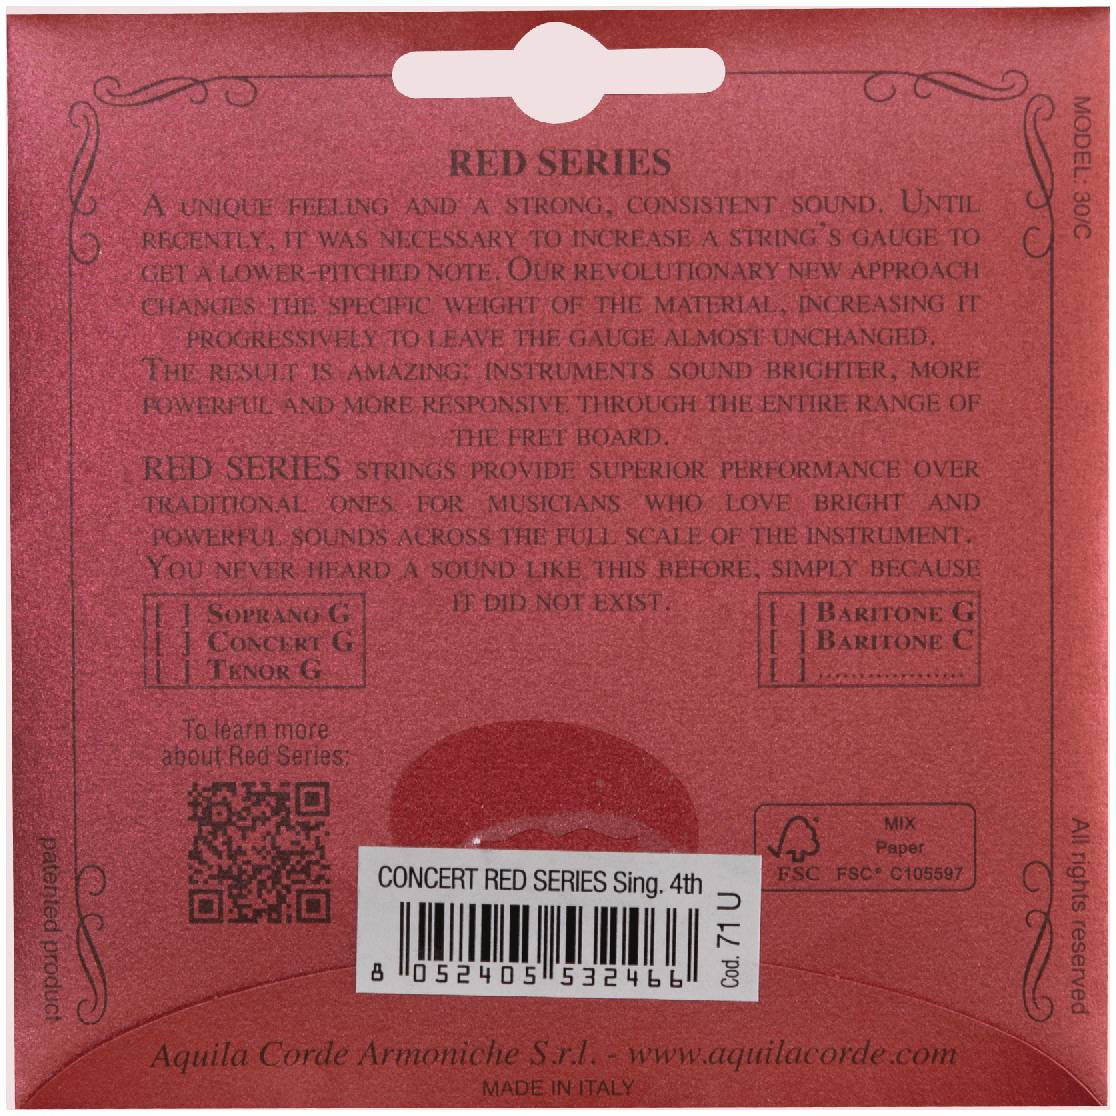 RED SERIES
A UNIQUE FEELING AND A STRONG, CONSISTENT SOUND. UNTIL
RECENTLY, IT WAS NECESSARY TO INCREASE A STRING'S GAUGE TO
GET A LOWER-PITCHED NOTE. OUR REVOLUTIONARY NEW APPROACH
CHANGES THE SPECIFIC WEIGHT OF THE MATERIAL, INCREASING IT
PROGRESSIVELY TO LEAVE THE GAUGE ALMOST UNCHANGED.
THE RESULT IS AMAZING: INSTRUMENTS SOUND BRIGHTER, MORE
POWERFUL AND MORE RESPONSIVE THROUGH THE ENTIRE RANGE OF
THE FRET BOARD.
RED SERIES STRINGS PROVIDE SUPERIOR PERFORMANCE OVER
TRADITIONAL ONES FOR MUSICIANS WHO LOVE BRIGHT AND
POWERFUL SOUNDS ACROSS THE FULL SCALE OF THE INSTRUMENT.
YOU NEVER HEARD A SOUND LIKE THIS BEFORE, SIMPLY BECAUSE
IT DID NOT EXIST.
[ ] SOPRANO G
[ ] CONCERT G
[ ] TENOR G
[ ] BARITONE G
[ ] BARITONE C
[ ] ..................
To learn more
about Red Series:
MIX
Paper
FSC FSC® C105597
CONCERT RED SERIES Sing. 4th
8 052405 532466
Cod. 71 U
MODEL: 30/C
All rights reserved
patented product
Aquila Corde Armoniche S.r.l. - www.aquilacorde.com
MADE IN ITALY